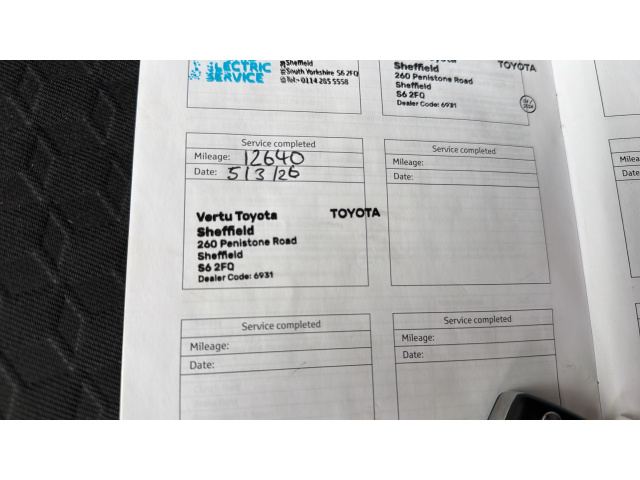 ELECTRIC
SERVICE
Sheffield
South Yorkshire S6 2FQ
Tel: 0114 285 5558
Sheffield
260 Penistone Road
Sheffield
S6 2FQ
Dealer Code: 6931
TOYOTA
Service completed
Mileage: 12640
Date: 5/3/26
Vertu Toyota
Sheffield
260 Penistone Road
Sheffield
S6 2FQ
Dealer Code: 6931
TOYOTA
Service completed
Mileage:
Date:
Service completed
Mileage:
Date:
Service completed
Mileage:
Date: